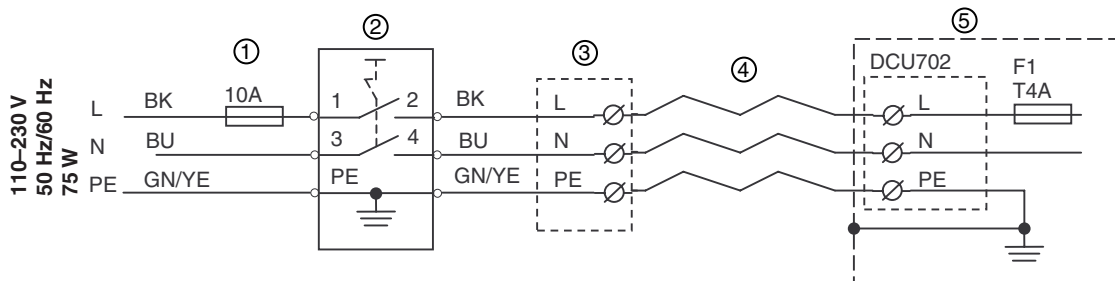 110–230 V
50 Hz/60 Hz
75 W
① ② ③ ④ ⑤
DCU702 F1
10A T4A
L BK 1 2 BK L L
N BU 3 4 BU N N
PE GN/YE PE GN/YE PE PE